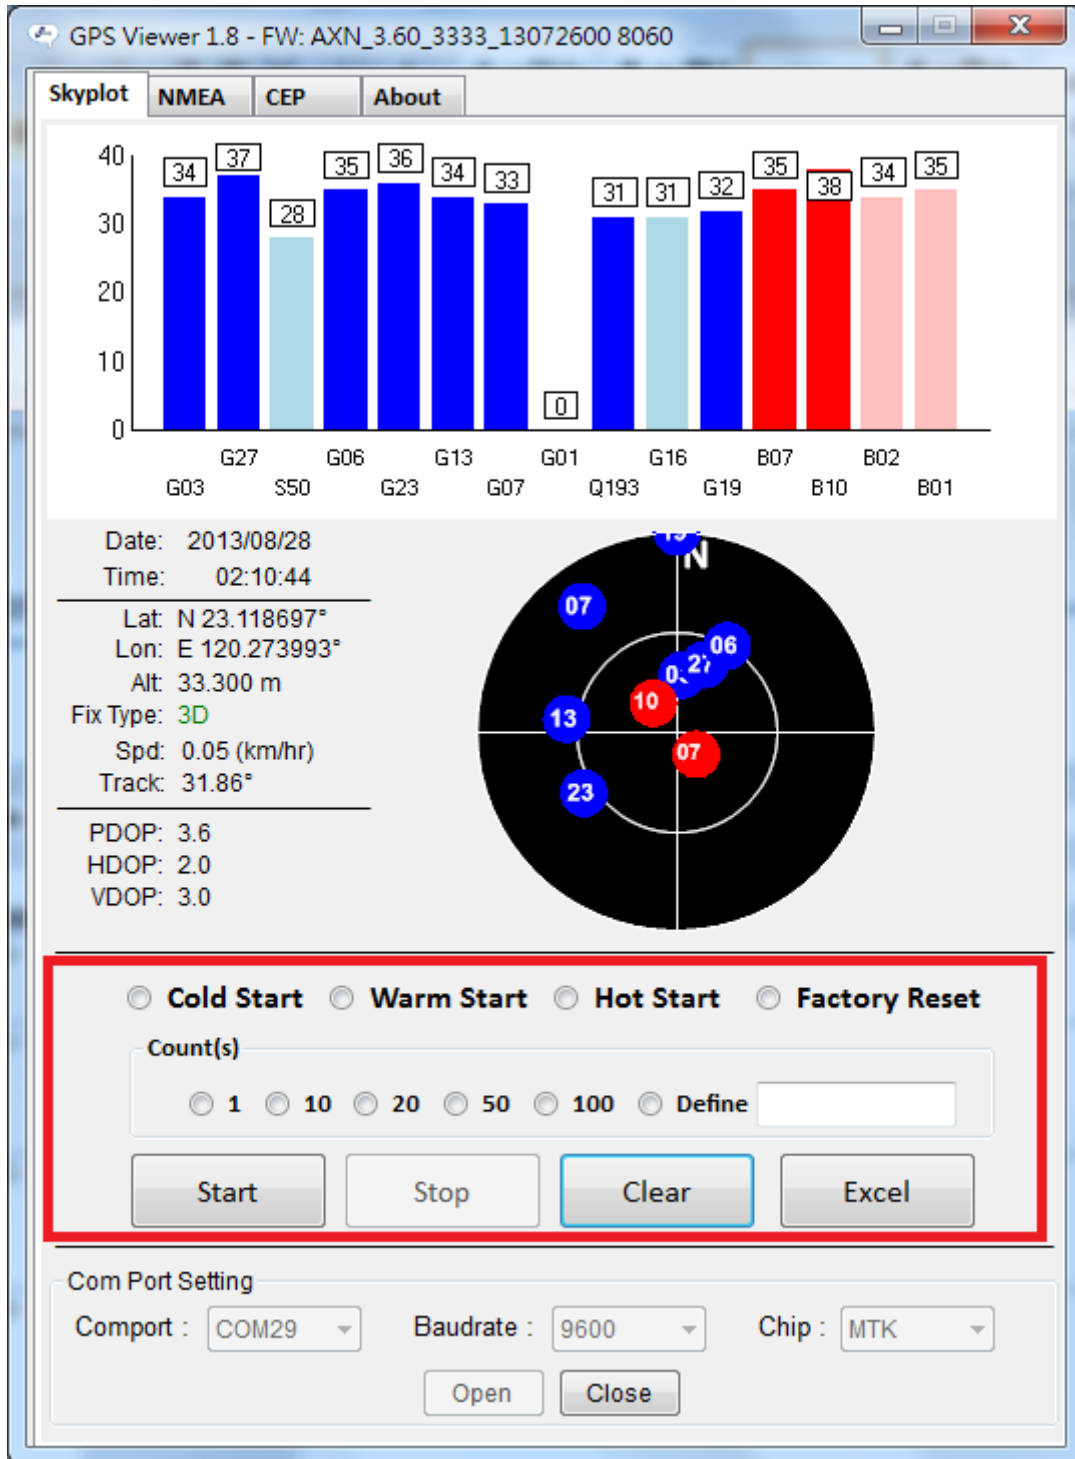 GPS Viewer 1.8 - FW: AXN_3.60_3333_13072600 8060
Skyplot NMEA CEP About
40 34 37 28 35 36 34 33 0 31 31 32 35 38 34 35
30
20
10
0
G27 G06 G13 G01 G16 B07 B02
G03 S50 G23 G07 Q193 G19 B10 B01
Date: 2013/08/28
Time: 02:10:44
Lat: N 23.118697°
Lon: E 120.273993°
Alt: 33.300 m
Fix Type: 3D
Spd: 0.05 (km/hr)
Track: 31.86°
PDOP: 3.6
HDOP: 2.0
VDOP: 3.0
N
07
06
27
10
13
07
23
Cold Start Warm Start Hot Start Factory Reset
Count(s)
1 10 20 50 100 Define
Start Stop Clear Excel
Com Port Setting
Comport : COM29 Baudrate : 9600 Chip : MTK
Open Close